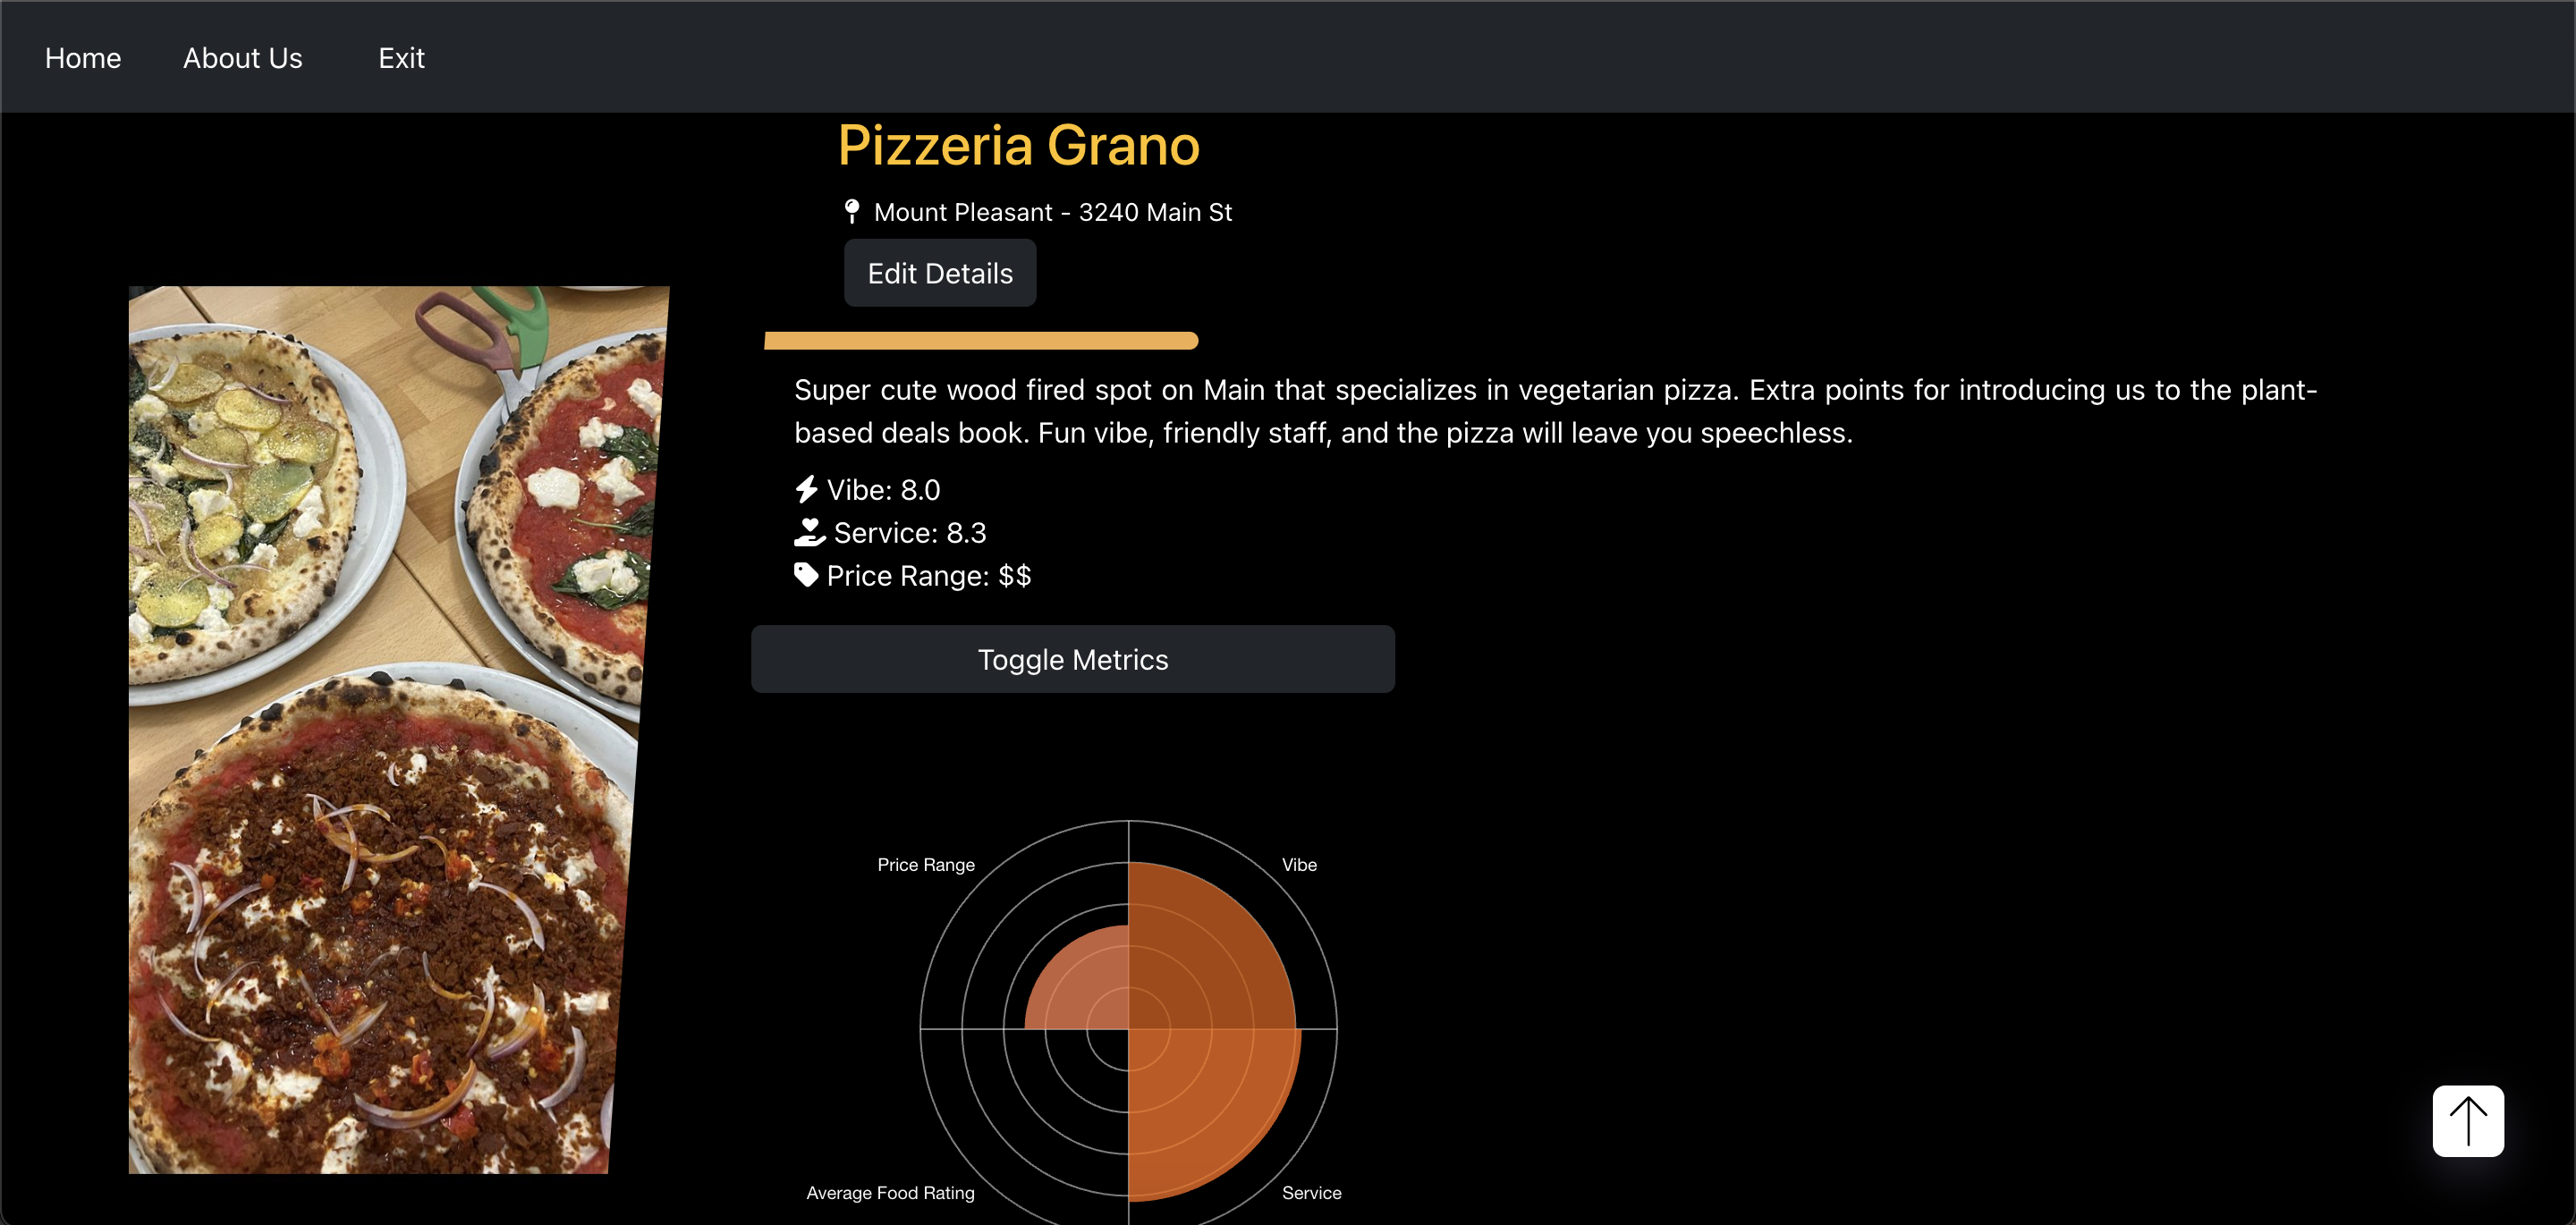 Home About Us Exit
Pizzeria Grano
Mount Pleasant - 3240 Main St
Edit Details
Super cute wood fired spot on Main that specializes in vegetarian pizza. Extra points for introducing us to the plant-
based deals book. Fun vibe, friendly staff, and the pizza will leave you speechless.
Vibe: 8.0
Service: 8.3
Price Range: $$
Toggle Metrics
Price Range
Vibe
Average Food Rating
Service